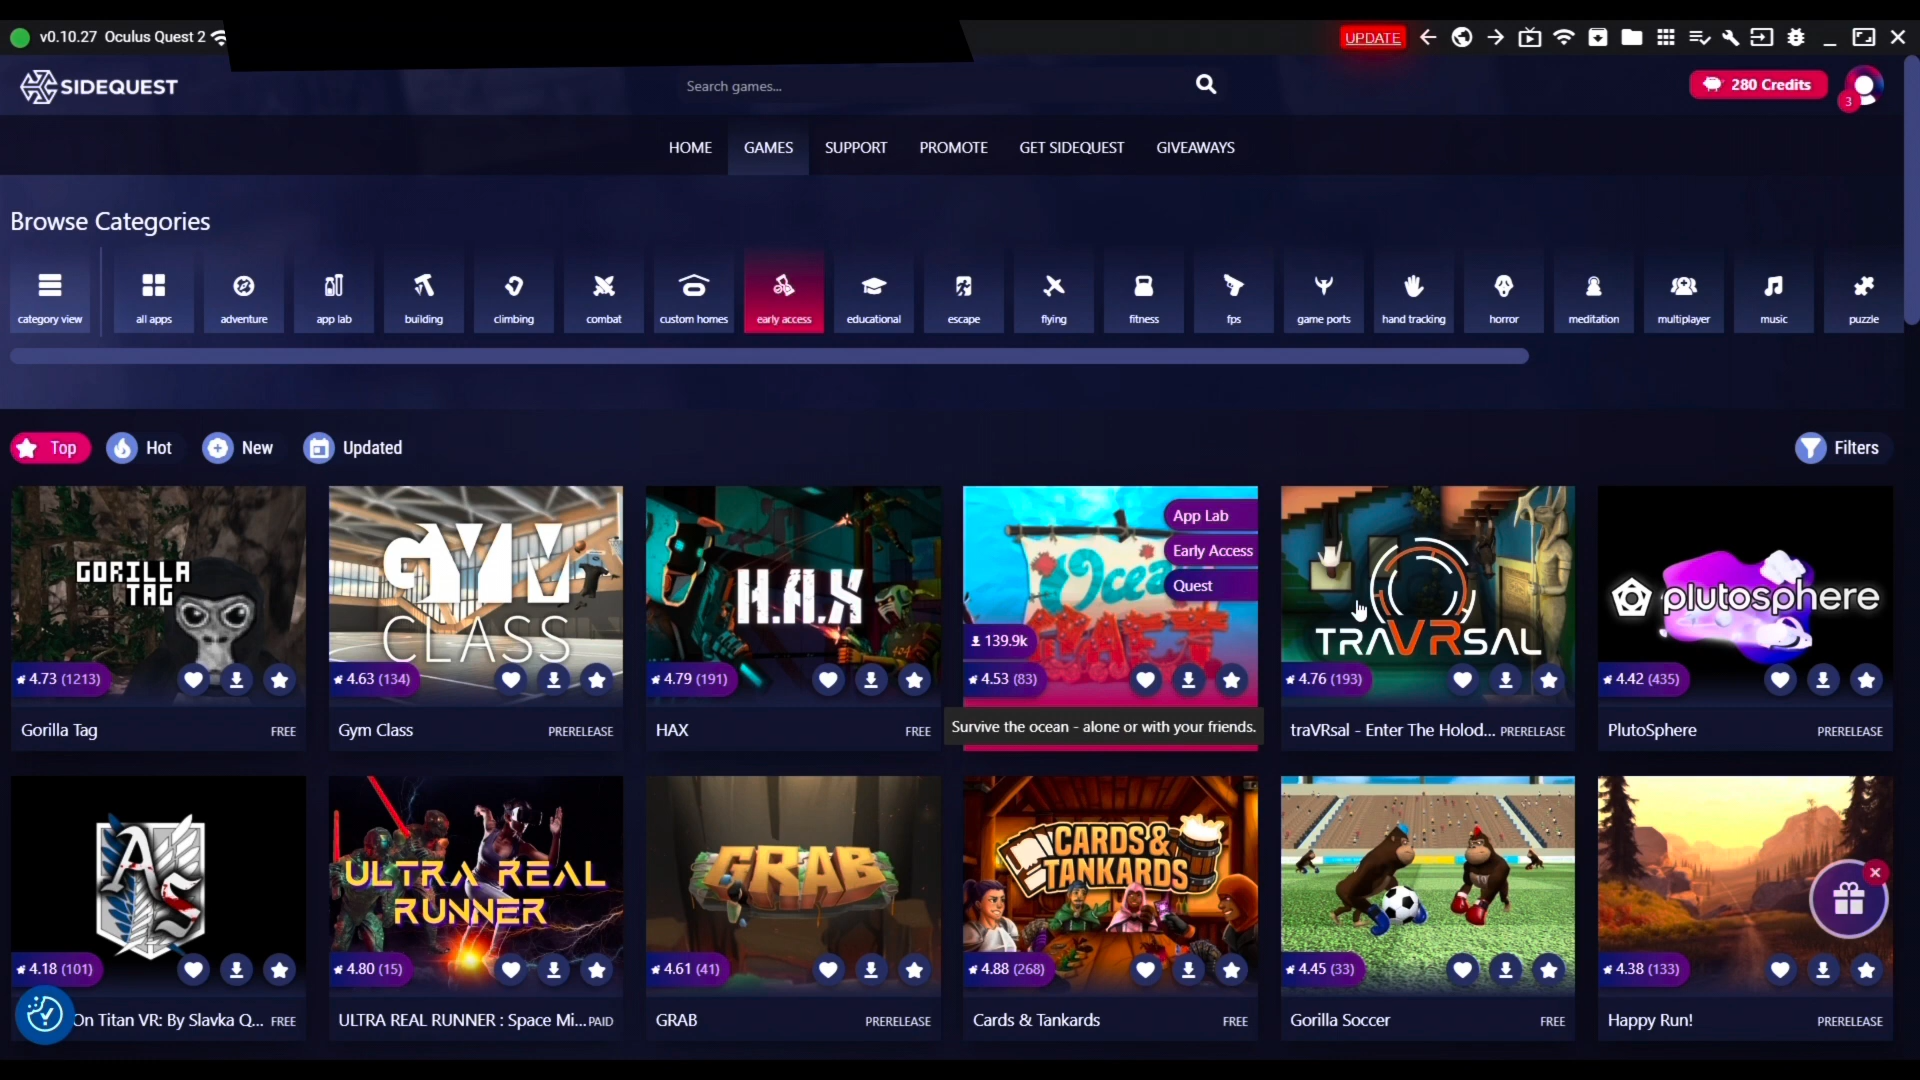 v0.10.27 Oculus Quest 2
UPDATE
SIDEQUEST
Search games...
280 Credits
3
HOME GAMES SUPPORT PROMOTE GET SIDEQUEST GIVEAWAYS
Browse Categories
category view all apps adventure app lab building climbing combat custom homes early access educational escape flying fitness fps game ports hand tracking horror meditation multiplayer music puzzle
Top Hot New Updated Filters
GORILLA TAG
4.73 (1213)
Gorilla Tag FREE
GYM CLASS
4.63 (134)
Gym Class PRERELEASE
H.A.X
4.79 (191)
HAX FREE
App Lab
Early Access
Quest
139.9k
4.53 (83)
Survive the ocean - alone or with your friends.
TRAVRSAL
4.76 (193)
traVRsal - Enter The Holod... PRERELEASE
plutosphere
4.42 (435)
PlutoSphere PRERELEASE
4.18 (101)
On Titan VR: By Slavka Q... FREE
ULTRA REAL
RUNNER
4.80 (15)
ULTRA REAL RUNNER : Space Mi... PAID
GRAB
4.61 (41)
GRAB PRERELEASE
CARDS &
TANKARDS
4.88 (268)
Cards & Tankards FREE
4.45 (33)
Gorilla Soccer FREE
4.38 (133)
Happy Run! PRERELEASE